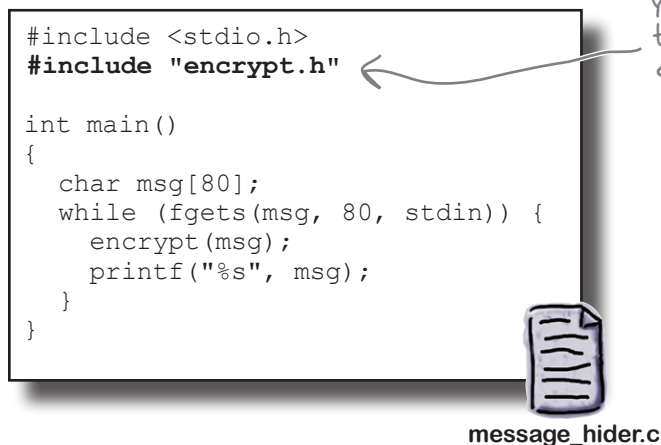 #include <stdio.h>
#include "encrypt.h"
int main()
{
  char msg[80];
  while (fgets(msg, 80, stdin)) {
    encrypt(msg);
    printf("%s", msg);
  }
}
message_hider.c